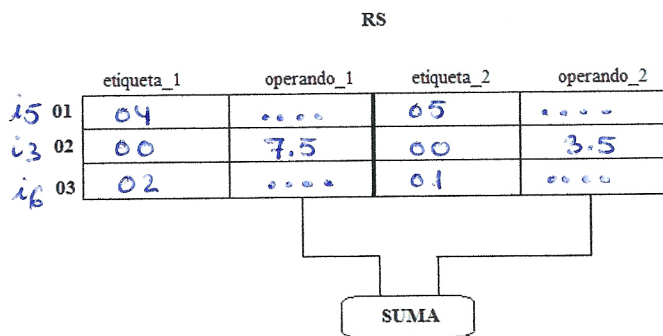 RS
etiqueta_1 operando_1 etiqueta_2 operando_2
i5 01 04 .... 05 ....
i3 02 00 7.5 00 3.5
i6 03 02 .... 01 ....
SUMA